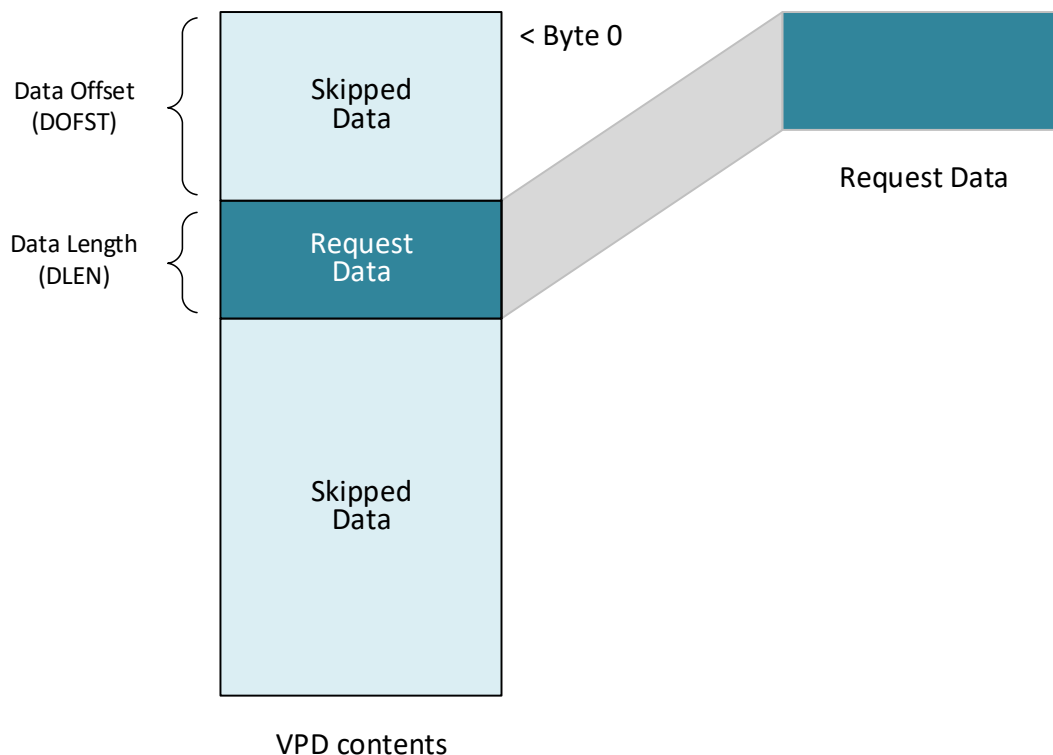 < Byte 0
Data Offset
(DOFST)
Skipped
Data
Request Data
Data Length
(DLEN)
Request
Data
Skipped
Data
VPD contents